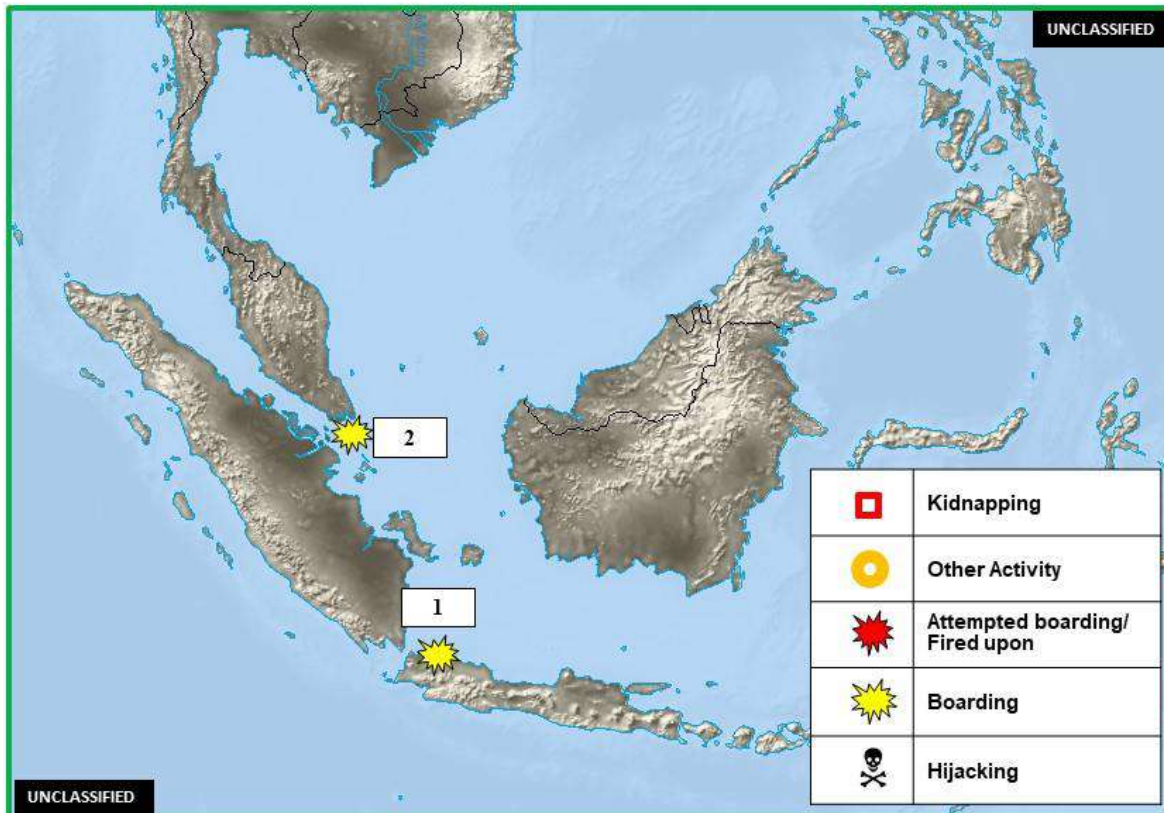 UNCLASSIFIED
2
1
Kidnapping
Other Activity
Attempted boarding/
Fired upon
Boarding
Hijacking
UNCLASSIFIED